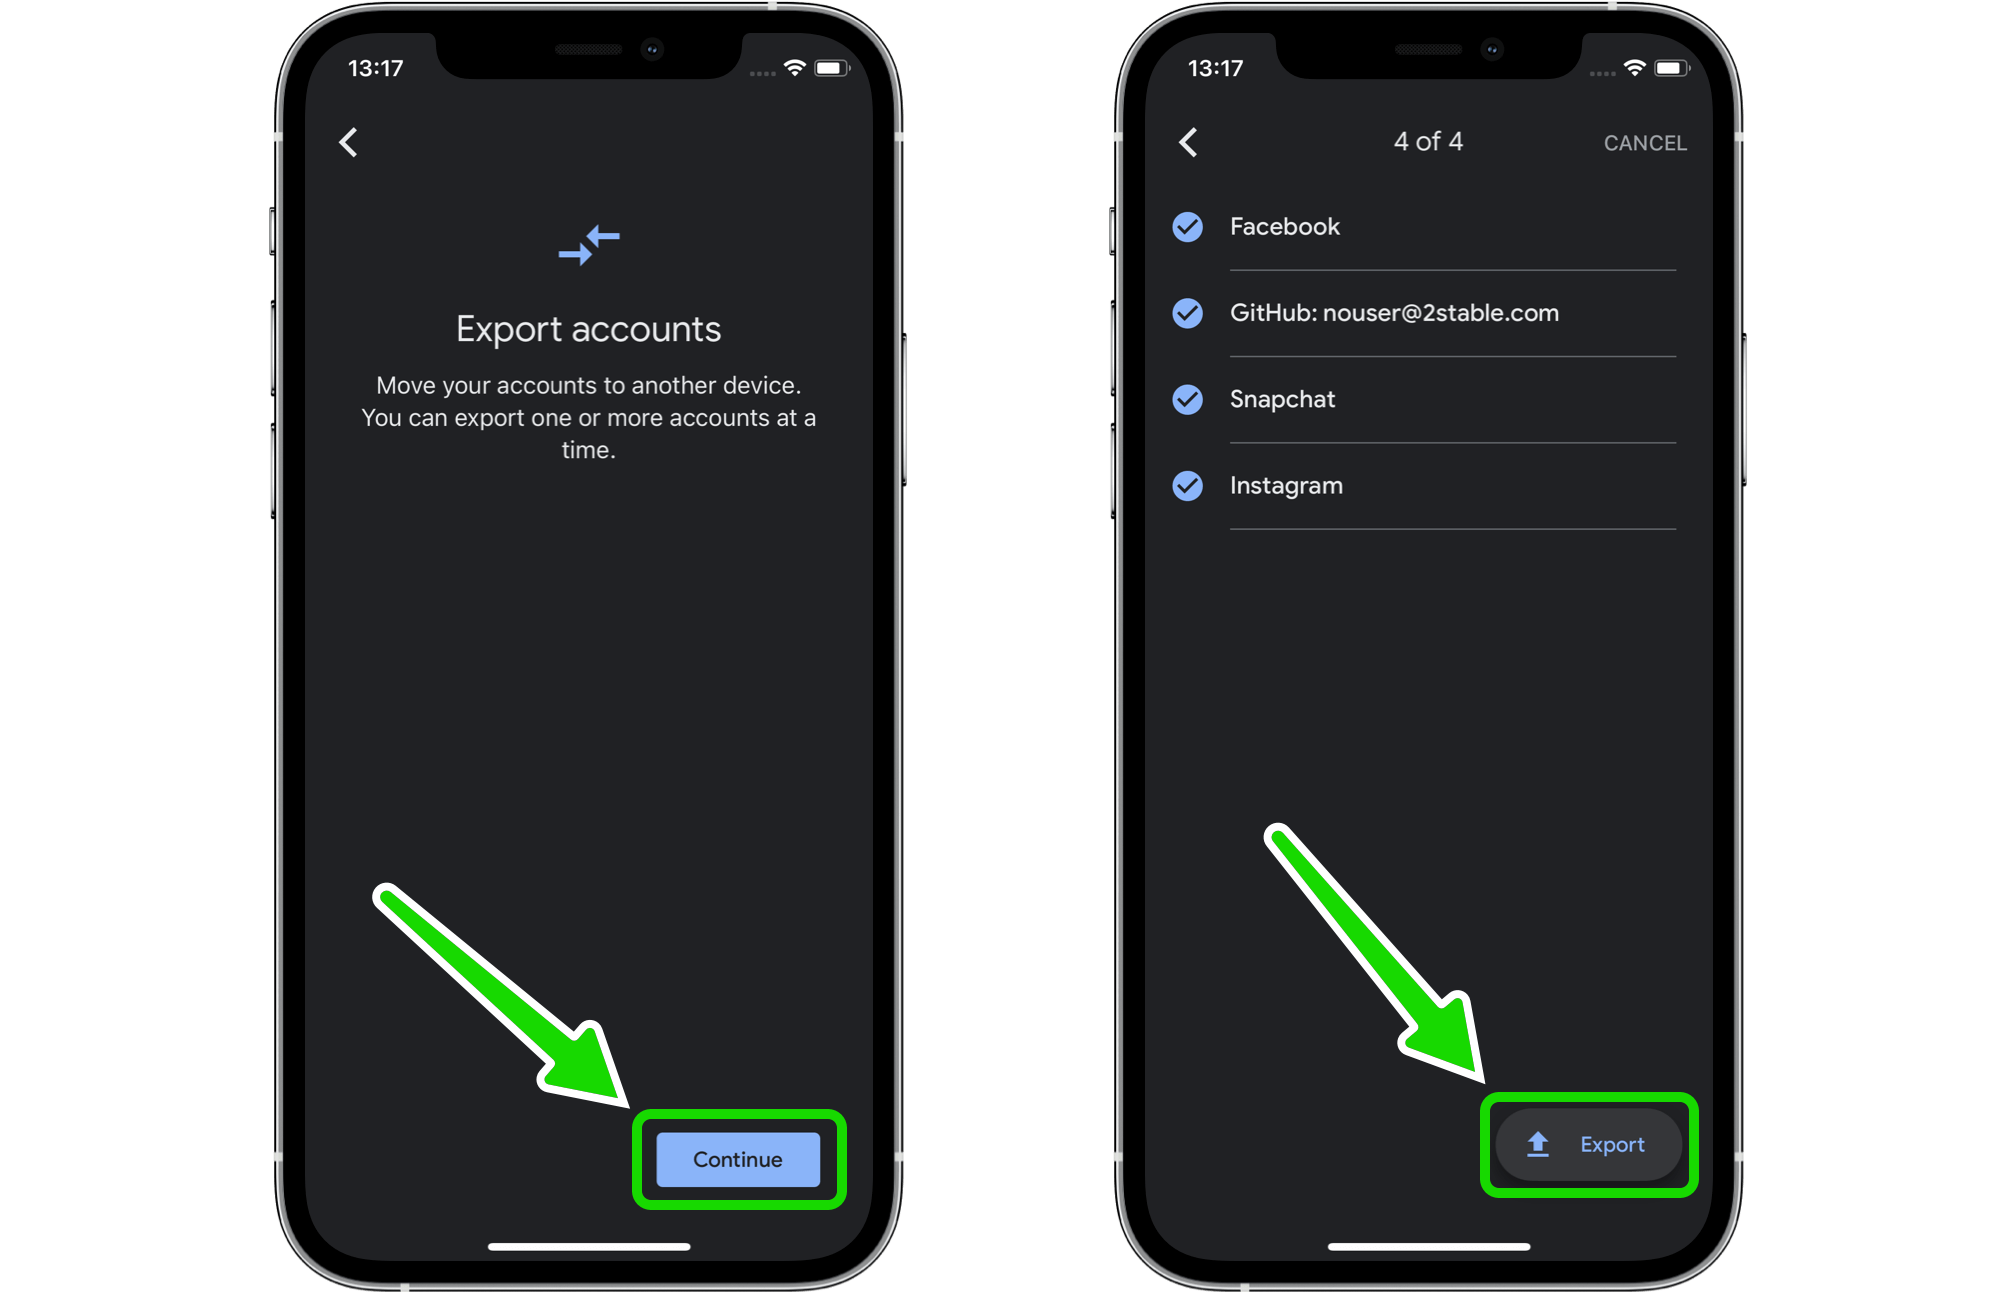 13:17
Export accounts
Move your accounts to another device.
You can export one or more accounts at a
time.
Continue
13:17
4 of 4
CANCEL
Facebook
GitHub: nouser@2stable.com
Snapchat
Instagram
Export